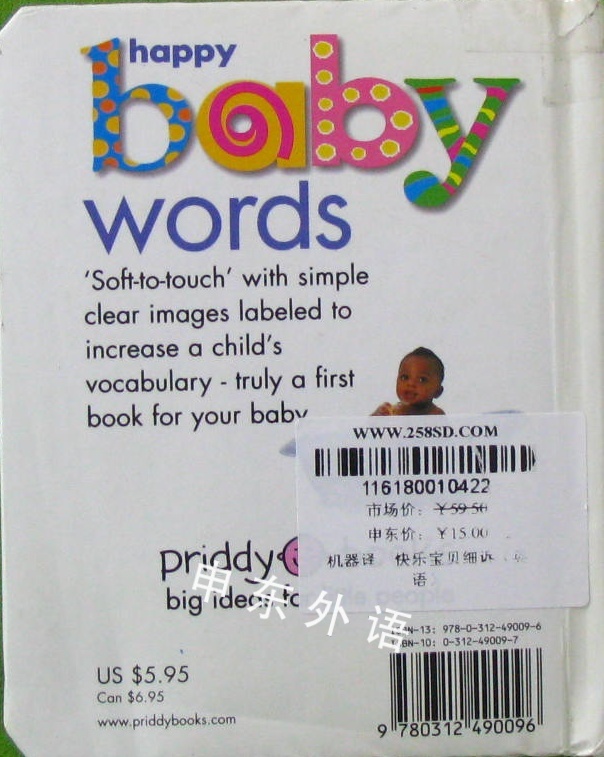 happy
baby
words
'Soft-to-touch' with simple
clear images labeled to
increase a child's
vocabulary - truly a first
book for your baby
WWW.258SD.COM
116180010422
市场价：￥59.50
申东价：￥15.00
机器译 快乐宝贝细诉
语
priddy
big ideas
people
申东外语
ISBN-13: 978-0-312-49009-6
ISBN-10: 0-312-49009-7
US $5.95
Can $6.95
www.priddybooks.com
9 780312 490096